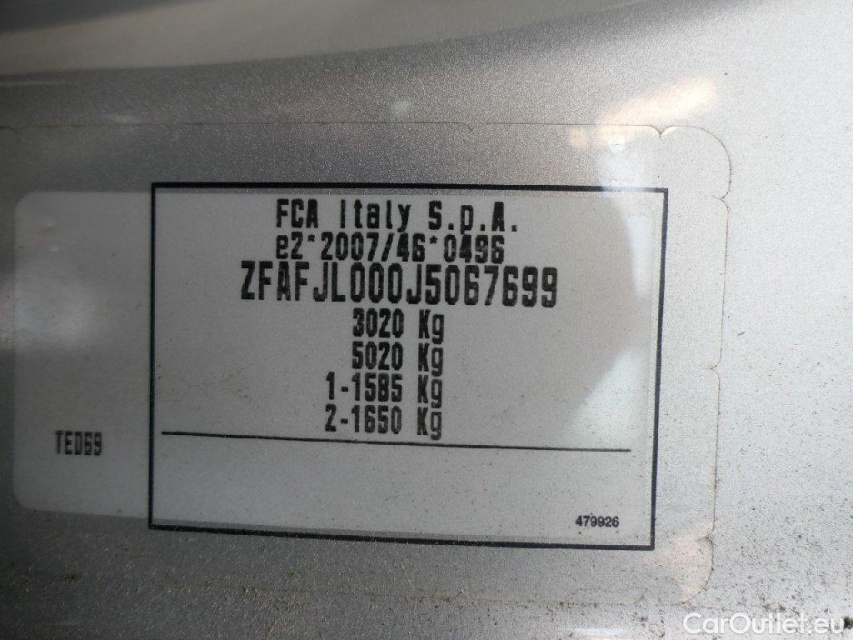 FCA Italy S.p.A.
e2*2007/46*0496
ZFAFJL000J5067699
3020 Kg
5020 Kg
1-1585 Kg
2-1650 Kg
TED69
479926
CarOutlet.eu